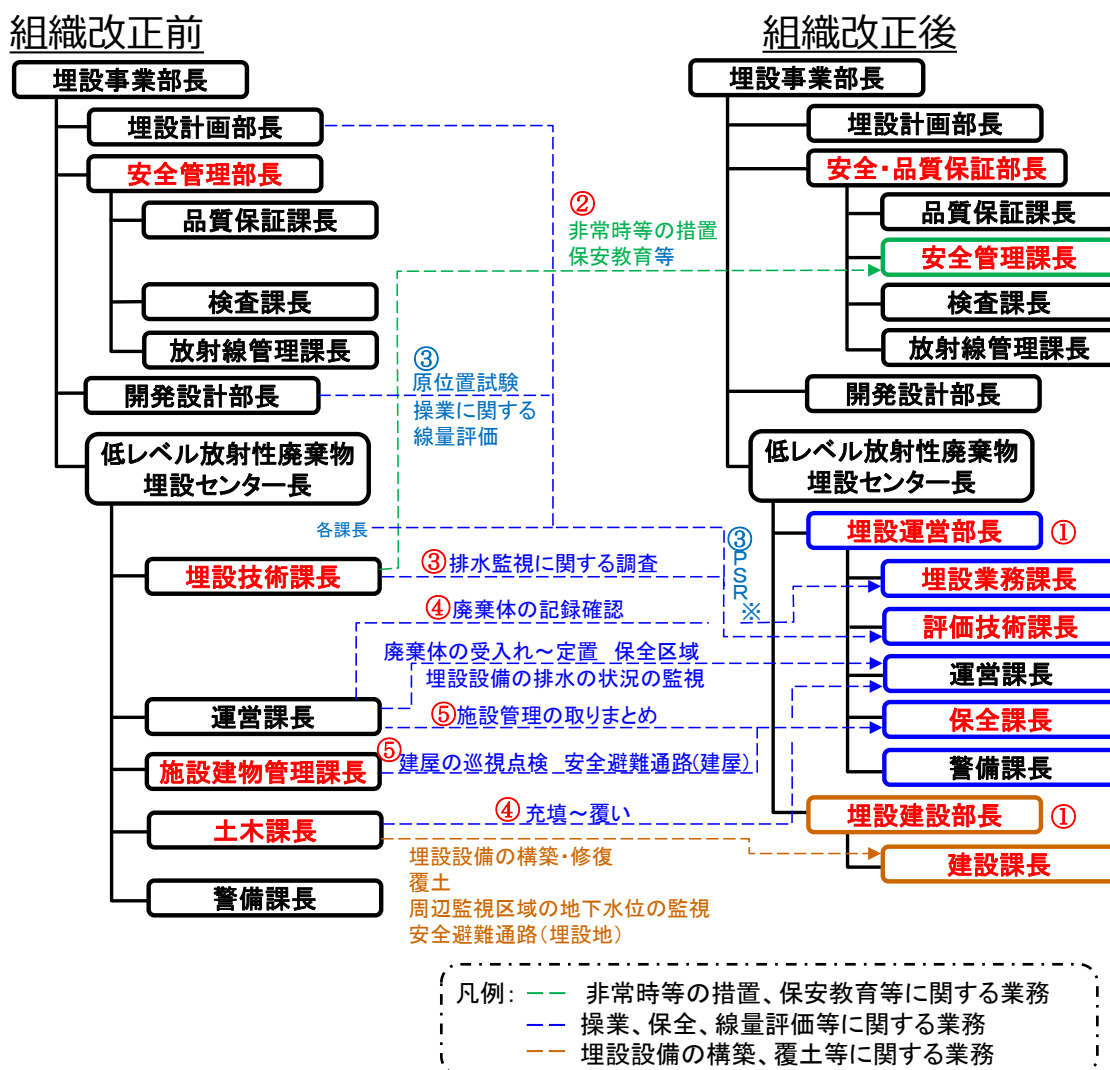 組織改正前
埋設事業部長
埋設計画部長
安全管理部長
品質保証課長
検査課長
放射線管理課長
開発設計部長
低レベル放射性廃棄物
埋設センター長
各課長
埋設技術課長
運営課長
施設建物管理課長
土木課長
警備課長
②
非常時等の措置
保安教育等
③
原位置試験
操業に関する
線量評価
③排水監視に関する調査
③
PSR
※
④廃棄体の記録確認
廃棄体の受入れ～定置 保全区域
埋設設備の排水の状況の監視
⑤施設管理の取りまとめ
⑤
建屋の巡視点検 安全避難通路(建屋)
④充填～覆い
埋設設備の構築・修復
覆土
周辺監視区域の地下水位の監視
安全避難通路(埋設地)
組織改正後
埋設事業部長
埋設計画部長
安全・品質保証部長
品質保証課長
安全管理課長
検査課長
放射線管理課長
開発設計部長
低レベル放射性廃棄物
埋設センター長
埋設運営部長 ①
埋設業務課長
評価技術課長
運営課長
保全課長
警備課長
埋設建設部長 ①
建設課長
凡例: 非常時等の措置、保安教育等に関する業務
操業、保全、線量評価等に関する業務
埋設設備の構築、覆土等に関する業務